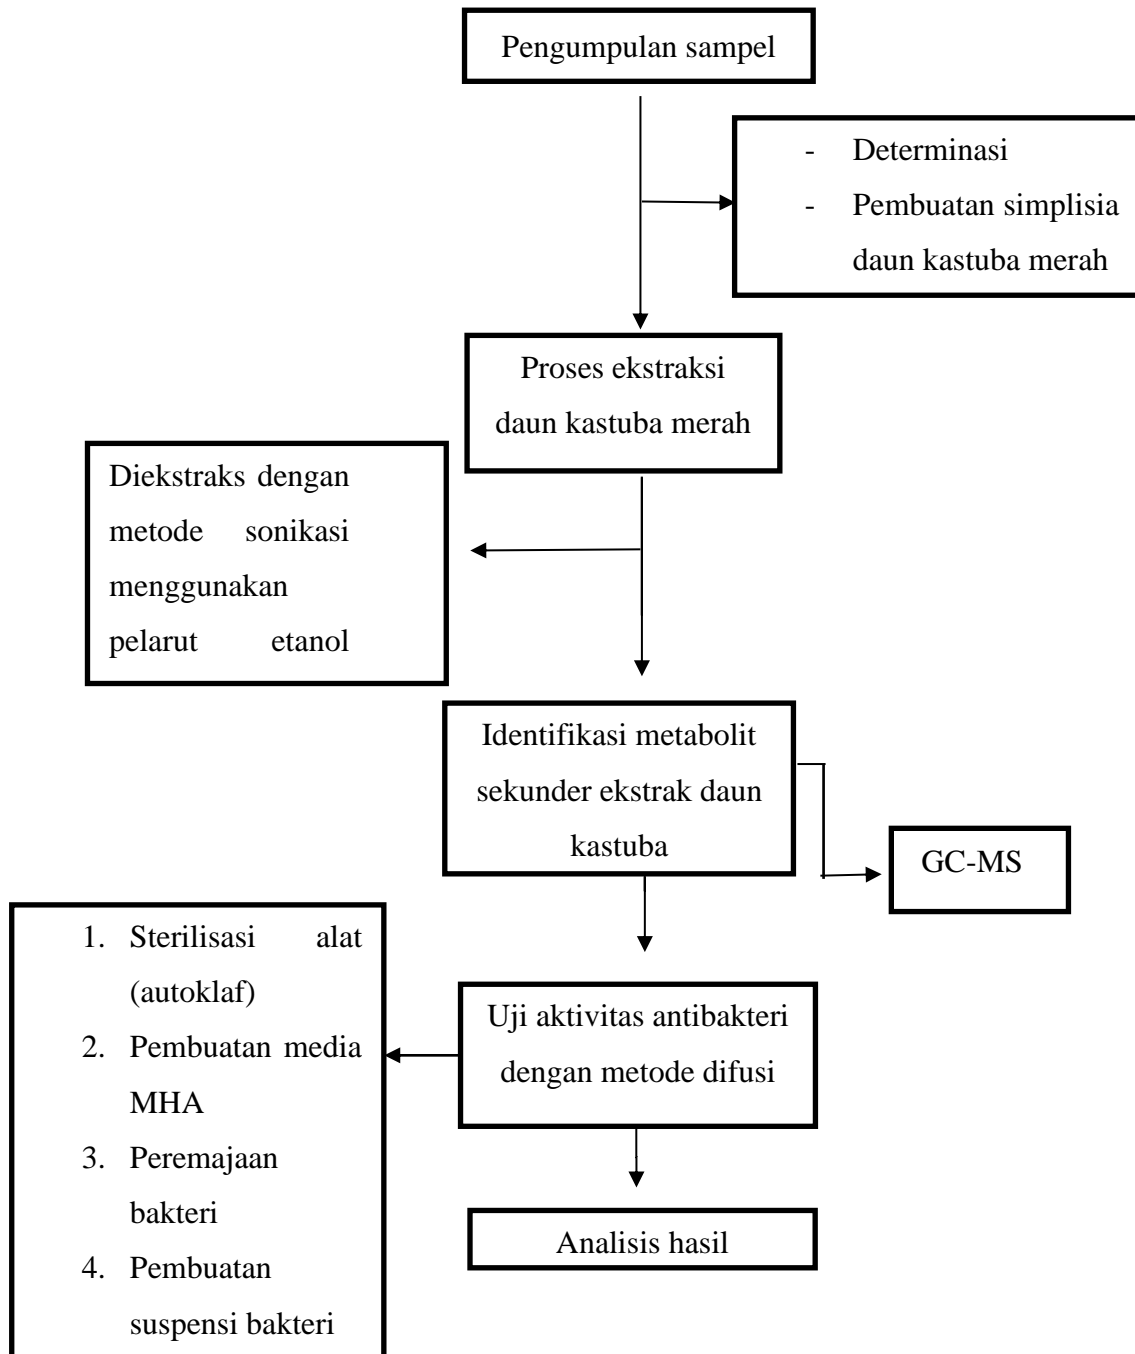 Pengumpulan sampel
- Determinasi
- Pembuatan simplisia
daun kastuba merah
Proses ekstraksi
daun kastuba merah
Diekstraks dengan
metode sonikasi
menggunakan
pelarut etanol
Identifikasi metabolit
sekunder ekstrak daun
kastuba
GC-MS
1. Sterilisasi alat
(autoklaf)
2. Pembuatan media
MHA
3. Peremajaan
bakteri
4. Pembuatan
suspensi bakteri
Uji aktivitas antibakteri
dengan metode difusi
Analisis hasil